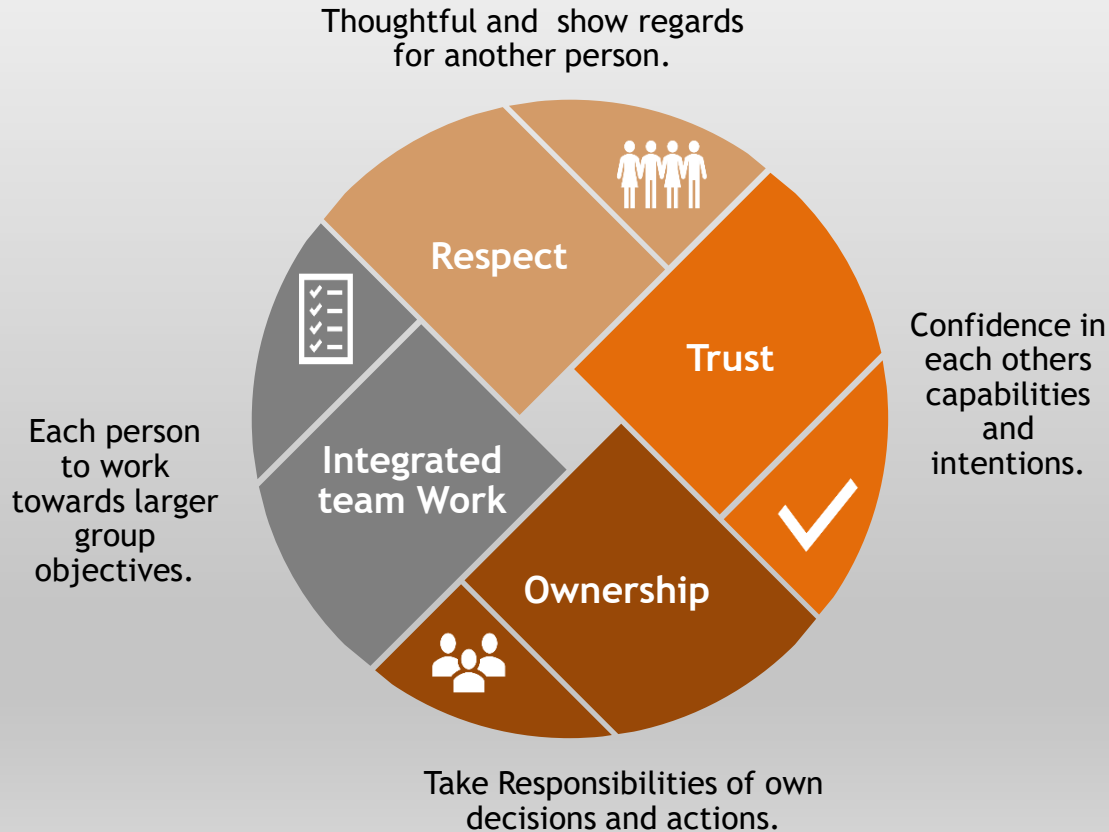 Thoughtful and show regards
for another person.
Respect
Trust
Confidence in
each others
capabilities
and
intentions.
Each person
to work
towards larger
group
objectives.
Integrated
team Work
Ownership
Take Responsibilities of own
decisions and actions.